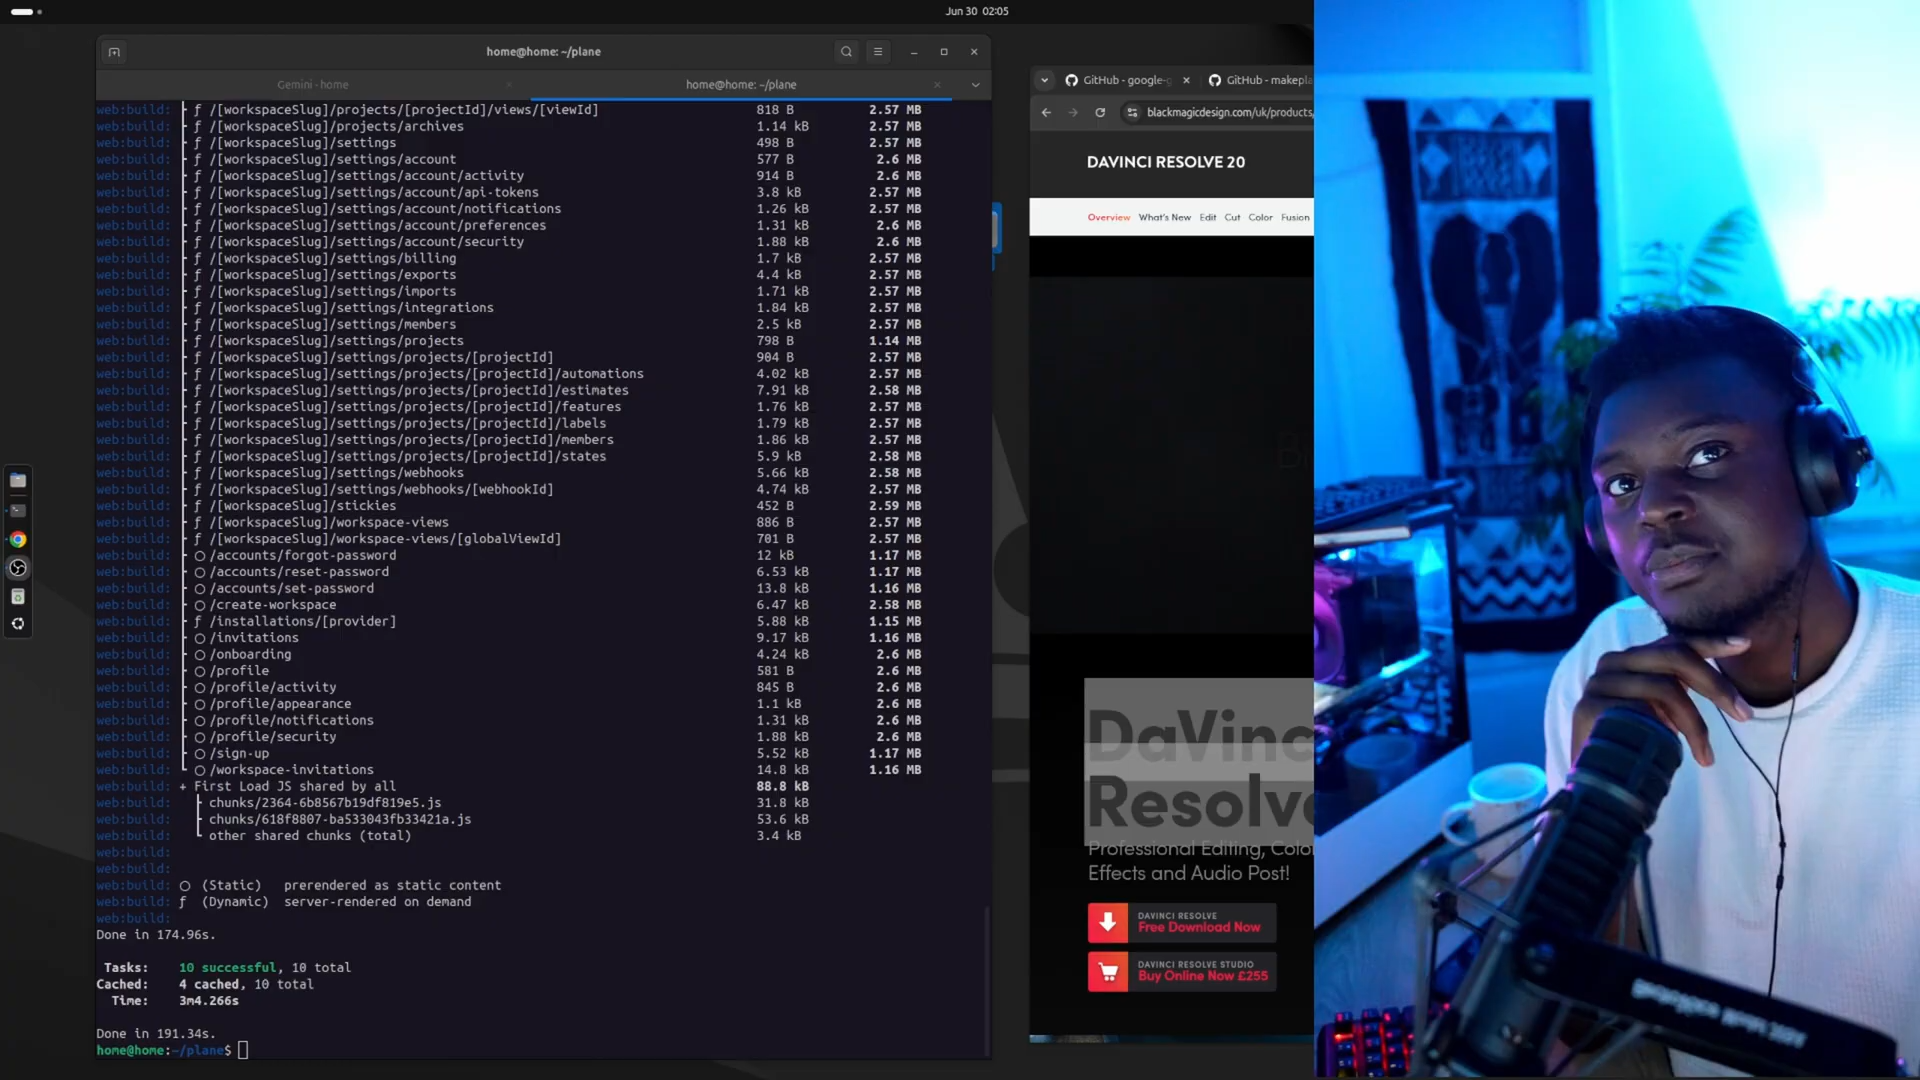 Jun 30 02:05
home@home: ~/plane
Gemini - home
home@home: ~/plane
web:build: ├ ƒ /[workspaceSlug]/projects/[projectId]/views/[viewId] 818 B 2.57 MB
web:build: ├ ƒ /[workspaceSlug]/projects/archives 1.14 kB 2.57 MB
web:build: ├ ƒ /[workspaceSlug]/settings 498 B 2.57 MB
web:build: ├ ƒ /[workspaceSlug]/settings/account 577 B 2.6 MB
web:build: ├ ƒ /[workspaceSlug]/settings/account/activity 914 B 2.6 MB
web:build: ├ ƒ /[workspaceSlug]/settings/account/api-tokens 3.8 kB 2.57 MB
web:build: ├ ƒ /[workspaceSlug]/settings/account/notifications 1.26 kB 2.57 MB
web:build: ├ ƒ /[workspaceSlug]/settings/account/preferences 1.31 kB 2.6 MB
web:build: ├ ƒ /[workspaceSlug]/settings/account/security 1.88 kB 2.6 MB
web:build: ├ ƒ /[workspaceSlug]/settings/billing 1.7 kB 2.57 MB
web:build: ├ ƒ /[workspaceSlug]/settings/exports 4.4 kB 2.57 MB
web:build: ├ ƒ /[workspaceSlug]/settings/imports 1.71 kB 2.57 MB
web:build: ├ ƒ /[workspaceSlug]/settings/integrations 1.84 kB 2.57 MB
web:build: ├ ƒ /[workspaceSlug]/settings/members 2.5 kB 2.57 MB
web:build: ├ ƒ /[workspaceSlug]/settings/projects 798 B 1.14 MB
web:build: ├ ƒ /[workspaceSlug]/settings/projects/[projectId] 904 B 2.57 MB
web:build: ├ ƒ /[workspaceSlug]/settings/projects/[projectId]/automations 4.02 kB 2.57 MB
web:build: ├ ƒ /[workspaceSlug]/settings/projects/[projectId]/estimates 7.91 kB 2.58 MB
web:build: ├ ƒ /[workspaceSlug]/settings/projects/[projectId]/features 1.76 kB 2.57 MB
web:build: ├ ƒ /[workspaceSlug]/settings/projects/[projectId]/labels 1.79 kB 2.57 MB
web:build: ├ ƒ /[workspaceSlug]/settings/projects/[projectId]/members 1.86 kB 2.57 MB
web:build: ├ ƒ /[workspaceSlug]/settings/projects/[projectId]/states 5.9 kB 2.58 MB
web:build: ├ ƒ /[workspaceSlug]/settings/webhooks 5.66 kB 2.58 MB
web:build: ├ ƒ /[workspaceSlug]/settings/webhooks/[webhookId] 4.74 kB 2.57 MB
web:build: ├ ƒ /[workspaceSlug]/stickies 452 B 2.59 MB
web:build: ├ ƒ /[workspaceSlug]/workspace-views 886 B 2.57 MB
web:build: ├ ƒ /[workspaceSlug]/workspace-views/[globalViewId] 701 B 2.57 MB
web:build: ├ ○ /accounts/forgot-password 12 kB 1.17 MB
web:build: ├ ○ /accounts/reset-password 6.53 kB 1.17 MB
web:build: ├ ○ /accounts/set-password 13.8 kB 1.16 MB
web:build: ├ ○ /create-workspace 6.47 kB 2.58 MB
web:build: ├ ƒ /installations/[provider] 5.88 kB 1.15 MB
web:build: ├ ○ /invitations 9.17 kB 1.16 MB
web:build: ├ ○ /onboarding 4.24 kB 2.6 MB
web:build: ├ ○ /profile 581 B 2.6 MB
web:build: ├ ○ /profile/activity 845 B 2.6 MB
web:build: ├ ○ /profile/appearance 1.1 kB 2.6 MB
web:build: ├ ○ /profile/notifications 1.31 kB 2.6 MB
web:build: ├ ○ /profile/security 1.88 kB 2.6 MB
web:build: ├ ○ /sign-up 5.52 kB 1.17 MB
web:build: └ ○ /workspace-invitations 14.8 kB 1.16 MB
web:build: + First Load JS shared by all 88.8 kB
web:build:   ├ chunks/2364-6b8567b19df819e5.js 31.8 kB
web:build:   ├ chunks/618f8807-ba533043fb33421a.js 53.6 kB
web:build:   └ other shared chunks (total) 3.4 kB
web:build:
web:build:
web:build: ○ (Static) prerendered as static content
web:build: ƒ (Dynamic) server-rendered on demand
web:build:
Done in 174.96s.
Tasks: 10 successful, 10 total
Cached: 4 cached, 10 total
Time: 3m4.266s
Done in 191.34s.
home@home:~/plane$
GitHub - google-g
GitHub - makepla
blackmagicdesign.com/uk/products/
DAVINCI RESOLVE 20
Overview What's New Edit Cut Color Fusion
DaVinc
Resolve
Professional Editing, Color
Effects and Audio Post!
DAVINCI RESOLVE
Free Download Now
DAVINCI RESOLVE STUDIO
Buy Online Now £255